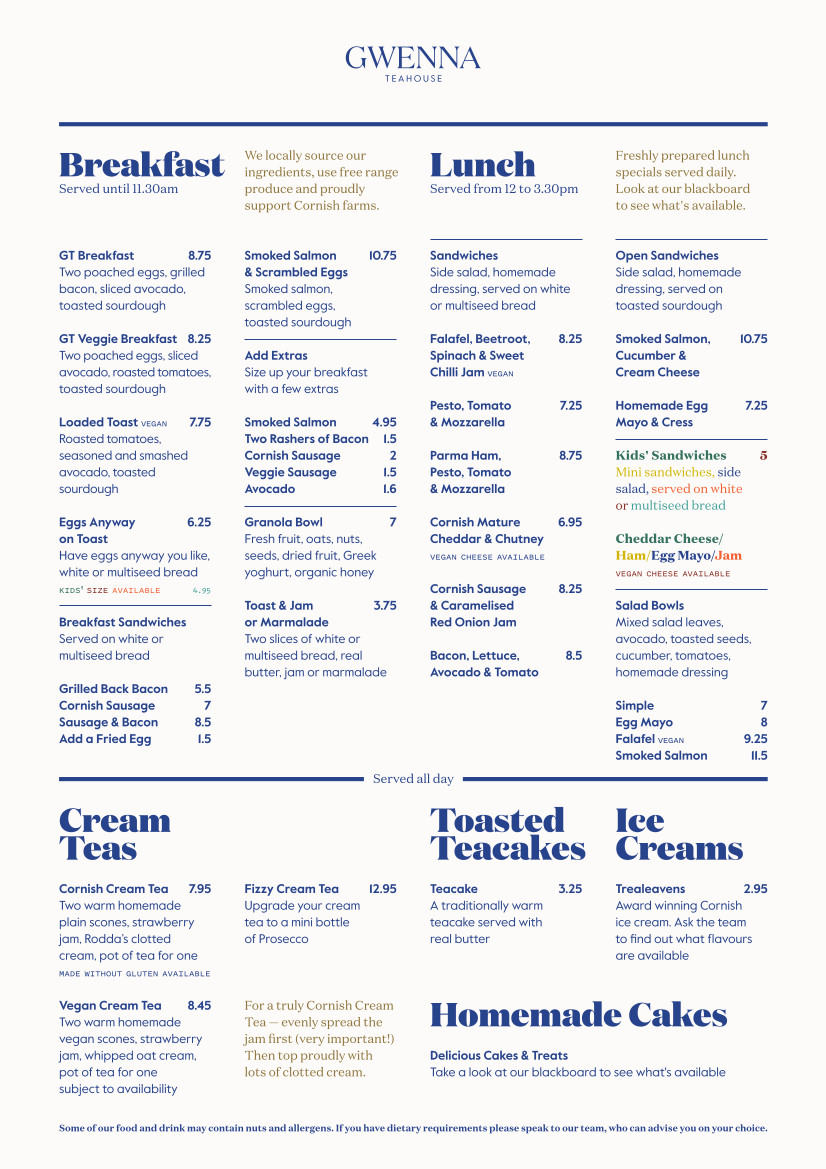 GWENNA
TEAHOUSE
Breakfast
Served until 11.30am
We locally source our
ingredients, use free range
produce and proudly
support Cornish farms.
GT Breakfast 8.75
Two poached eggs, grilled
bacon, sliced avocado,
toasted sourdough
GT Veggie Breakfast 8.25
Two poached eggs, sliced
avocado, roasted tomatoes,
toasted sourdough
Loaded Toast VEGAN 7.75
Roasted tomatoes,
seasoned and smashed
avocado, toasted
sourdough
Eggs Anyway 6.25
on Toast
Have eggs anyway you like,
white or multiseed bread
KIDS' SIZE AVAILABLE 4.95
Breakfast Sandwiches
Served on white or
multiseed bread
Grilled Back Bacon 5.5
Cornish Sausage 7
Sausage & Bacon 8.5
Add a Fried Egg 1.5
Smoked Salmon 10.75
& Scrambled Eggs
Smoked salmon,
scrambled eggs,
toasted sourdough
Add Extras
Size up your breakfast
with a few extras
Smoked Salmon 4.95
Two Rashers of Bacon 1.5
Cornish Sausage 2
Veggie Sausage 1.5
Avocado 1.6
Granola Bowl 7
Fresh fruit, oats, nuts,
seeds, dried fruit, Greek
yoghurt, organic honey
Toast & Jam 3.75
or Marmalade
Two slices of white or
multiseed bread, real
butter, jam or marmalade
Lunch
Served from 12 to 3.30pm
Freshly prepared lunch
specials served daily.
Look at our blackboard
to see what's available.
Sandwiches
Side salad, homemade
dressing, served on white
or multiseed bread
Falafel, Beetroot, 8.25
Spinach & Sweet
Chilli Jam VEGAN
Pesto, Tomato 7.25
& Mozzarella
Parma Ham, 8.75
Pesto, Tomato
& Mozzarella
Cornish Mature 6.95
Cheddar & Chutney
VEGAN CHEESE AVAILABLE
Cornish Sausage 8.25
& Caramelised
Red Onion Jam
Bacon, Lettuce, 8.5
Avocado & Tomato
Open Sandwiches
Side salad, homemade
dressing, served on
toasted sourdough
Smoked Salmon, 10.75
Cucumber &
Cream Cheese
Homemade Egg 7.25
Mayo & Cress
Kids' Sandwiches 5
Mini sandwiches, side
salad, served on white
or multiseed bread
Cheddar Cheese/
Ham/Egg Mayo/Jam
VEGAN CHEESE AVAILABLE
Salad Bowls
Mixed salad leaves,
avocado, toasted seeds,
cucumber, tomatoes,
homemade dressing
Simple 7
Egg Mayo 8
Falafel VEGAN 9.25
Smoked Salmon 11.5
Served all day
Cream
Teas
Cornish Cream Tea 7.95
Two warm homemade
plain scones, strawberry
jam, Rodda's clotted
cream, pot of tea for one
MADE WITHOUT GLUTEN AVAILABLE
Vegan Cream Tea 8.45
Two warm homemade
vegan scones, strawberry
jam, whipped oat cream,
pot of tea for one
subject to availability
Fizzy Cream Tea 12.95
Upgrade your cream
tea to a mini bottle
of Prosecco
For a truly Cornish Cream
Tea — evenly spread the
jam first (very important!)
Then top proudly with
lots of clotted cream.
Toasted
Teacakes
Teacake 3.25
A traditionally warm
teacake served with
real butter
Ice
Creams
Trealeavens 2.95
Award winning Cornish
ice cream. Ask the team
to find out what flavours
are available
Homemade Cakes
Delicious Cakes & Treats
Take a look at our blackboard to see what's available
Some of our food and drink may contain nuts and allergens. If you have dietary requirements please speak to our team, who can advise you on your choice.